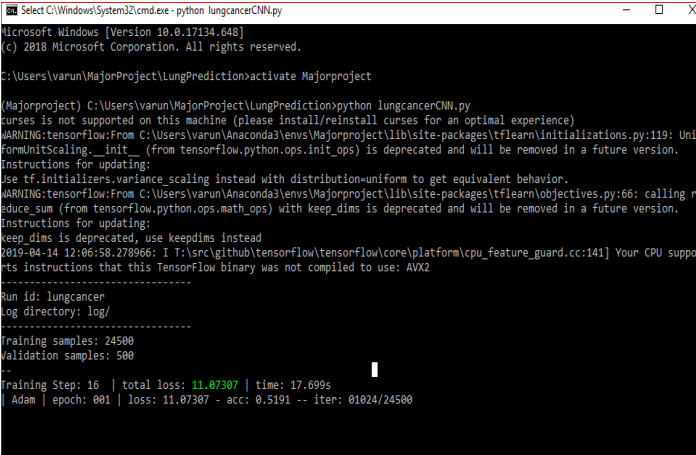 Select C:\Windows\System32\cmd.exe - python lungcancerCNN.py
Microsoft Windows [Version 10.0.17134.648]
(c) 2018 Microsoft Corporation. All rights reserved.
C:\Users\varun\MajorProject\LungPrediction>activate Majorproject
(Majorproject) C:\Users\varun\MajorProject\LungPrediction>python lungcancerCNN.py
curses is not supported on this machine (please install/reinstall curses for an optimal experience)
WARNING:tensorflow:From C:\Users\varun\Anaconda3\envs\Majorproject\lib\site-packages\tflearn\initializations.py:119: Uni
formUnitScaling.__init__ (from tensorflow.python.ops.init_ops) is deprecated and will be removed in a future version.
Instructions for updating:
Use tf.initializers.variance_scaling instead with distribution=uniform to get equivalent behavior.
WARNING:tensorflow:From C:\Users\varun\Anaconda3\envs\Majorproject\lib\site-packages\tflearn\objectives.py:66: calling r
educe_sum (from tensorflow.python.ops.math_ops) with keep_dims is deprecated and will be removed in a future version.
Instructions for updating:
keep_dims is deprecated, use keepdims instead
2019-04-14 12:06:58.278966: I T:\src\github\tensorflow\tensorflow\core\platform\cpu_feature_guard.cc:141] Your CPU suppo
rts instructions that this TensorFlow binary was not compiled to use: AVX2
---------------------------------
Run id: lungcancer
Log directory: log/
---------------------------------
Training samples: 24500
Validation samples: 500
--
Training Step: 16 | total loss: 11.07307 | time: 17.699s
| Adam | epoch: 001 | loss: 11.07307 - acc: 0.5191 -- iter: 01024/24500